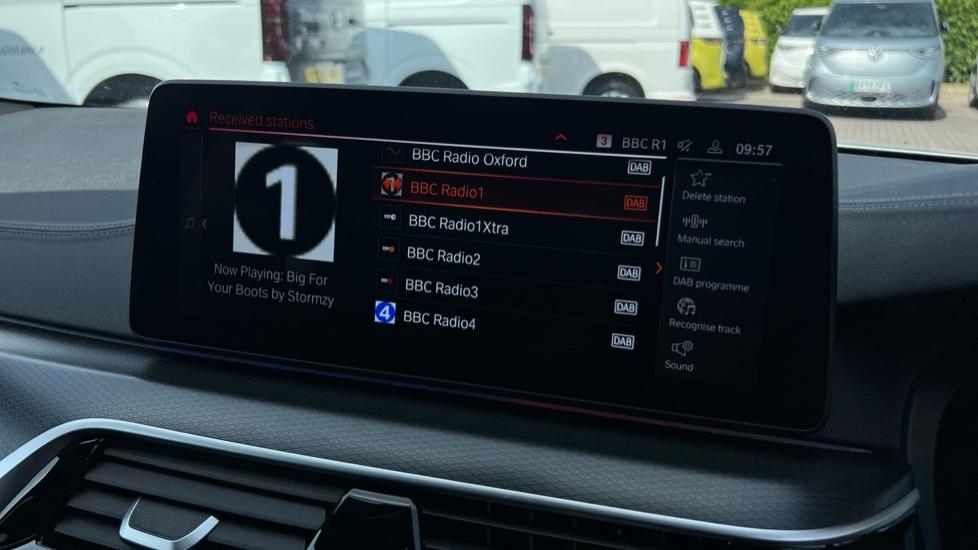 Received stations
3 BBC R1 09:57
1
Now Playing: Big For
Your Boots by Stormzy
BBC Radio Oxford DAB
BBC Radio1 DAB
BBC Radio1Xtra DAB
BBC Radio2 DAB
BBC Radio3 DAB
4 BBC Radio4 DAB
Delete station
Manual search
DAB programme
Recognise track
Sound